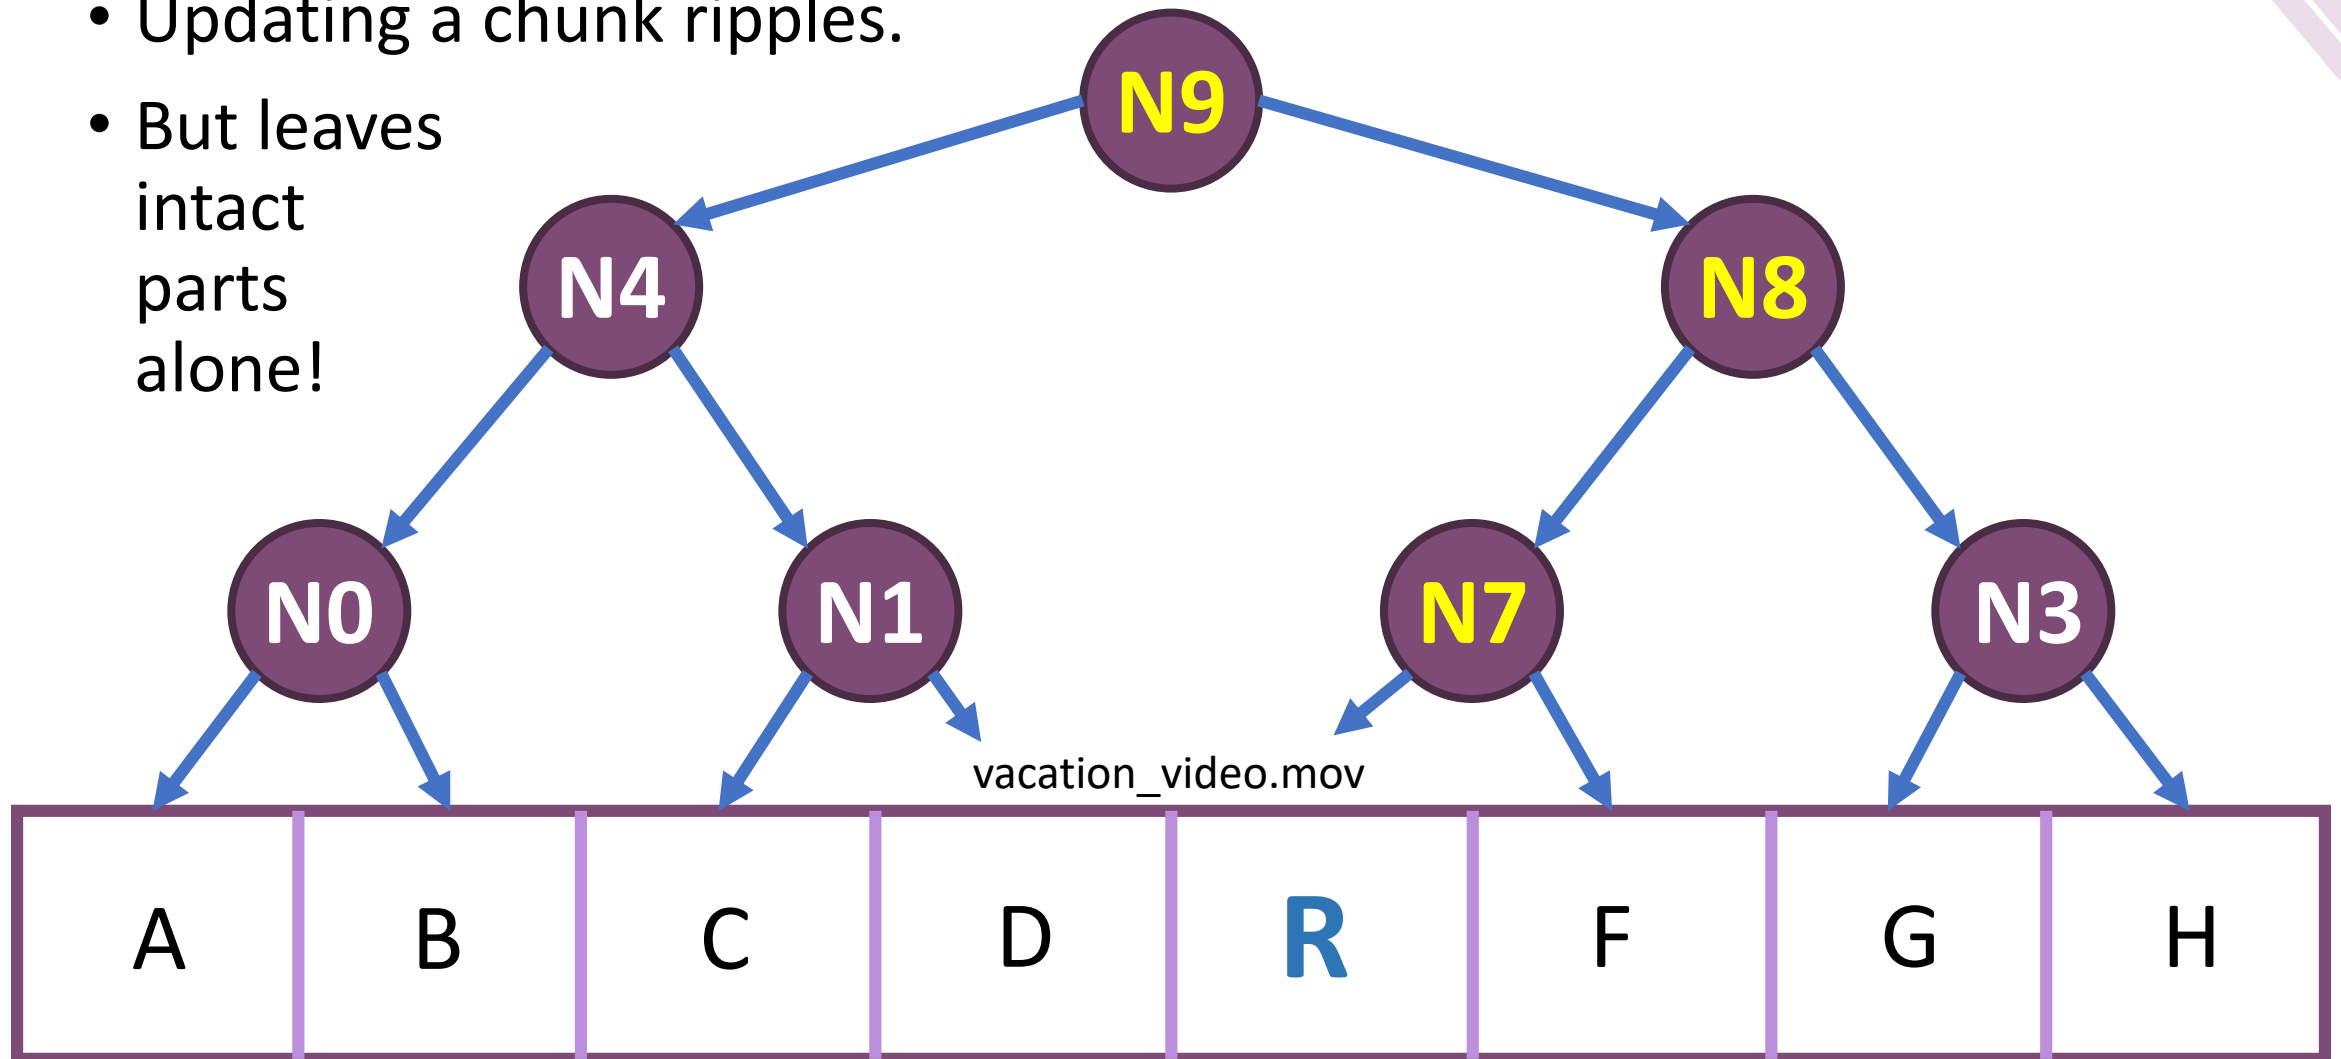 • Updating a chunk ripples.
• But leaves
intact
parts
alone!
N9
N4
N8
N0
N1
N7
N3
vacation_video.mov
A
B
C
D
R
F
G
H